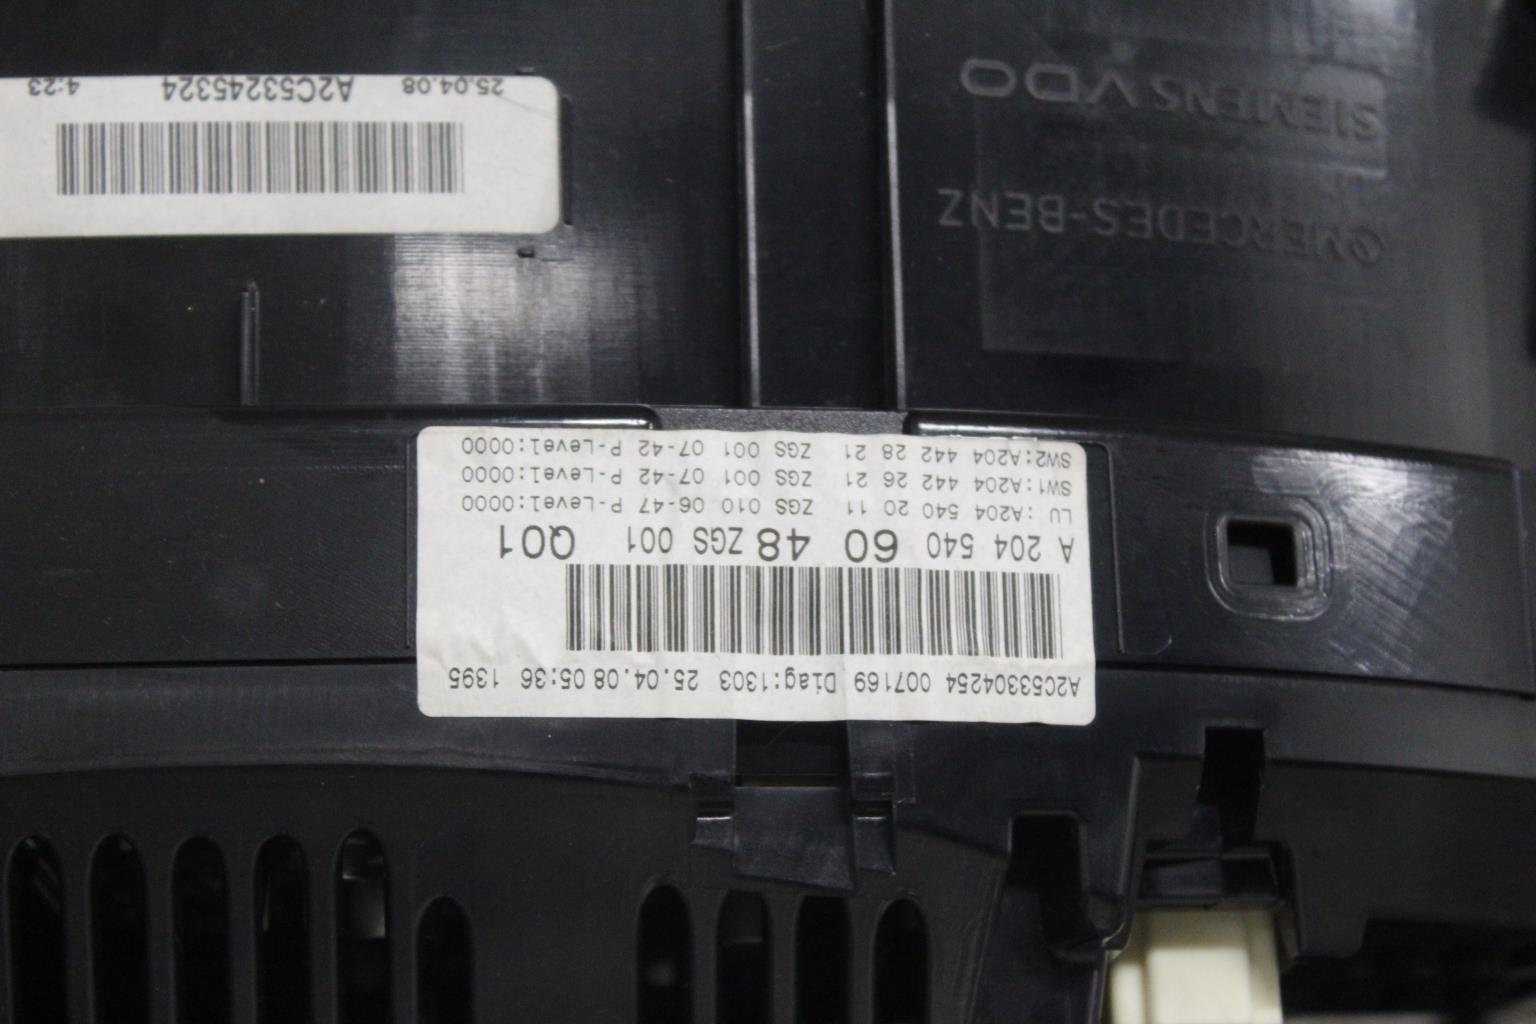 A2C53304254 007169 Diag:1303 25.04.08 05:36 1395
A 204 540 60 48 ZGS 001 Q01
LU : A204 540 20 11 ZGS 010 06-47 P-Level:0000
SW1:A204 442 26 21 ZGS 001 07-42 P-Level:0000
SW2:A204 442 28 21 ZGS 001 07-42 P-Level:0000
MERCEDES-BENZ
SIEMENS VDO
25.04.08 A2C53245324 4:23